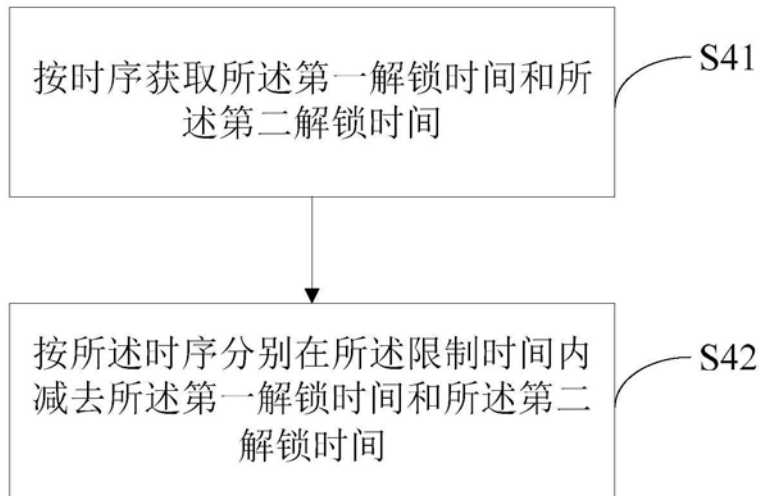 按时序获取所述第一解锁时间和所
述第二解锁时间
S41
按所述时序分别在所述限制时间内
减去所述第一解锁时间和所述第二
解锁时间
S42